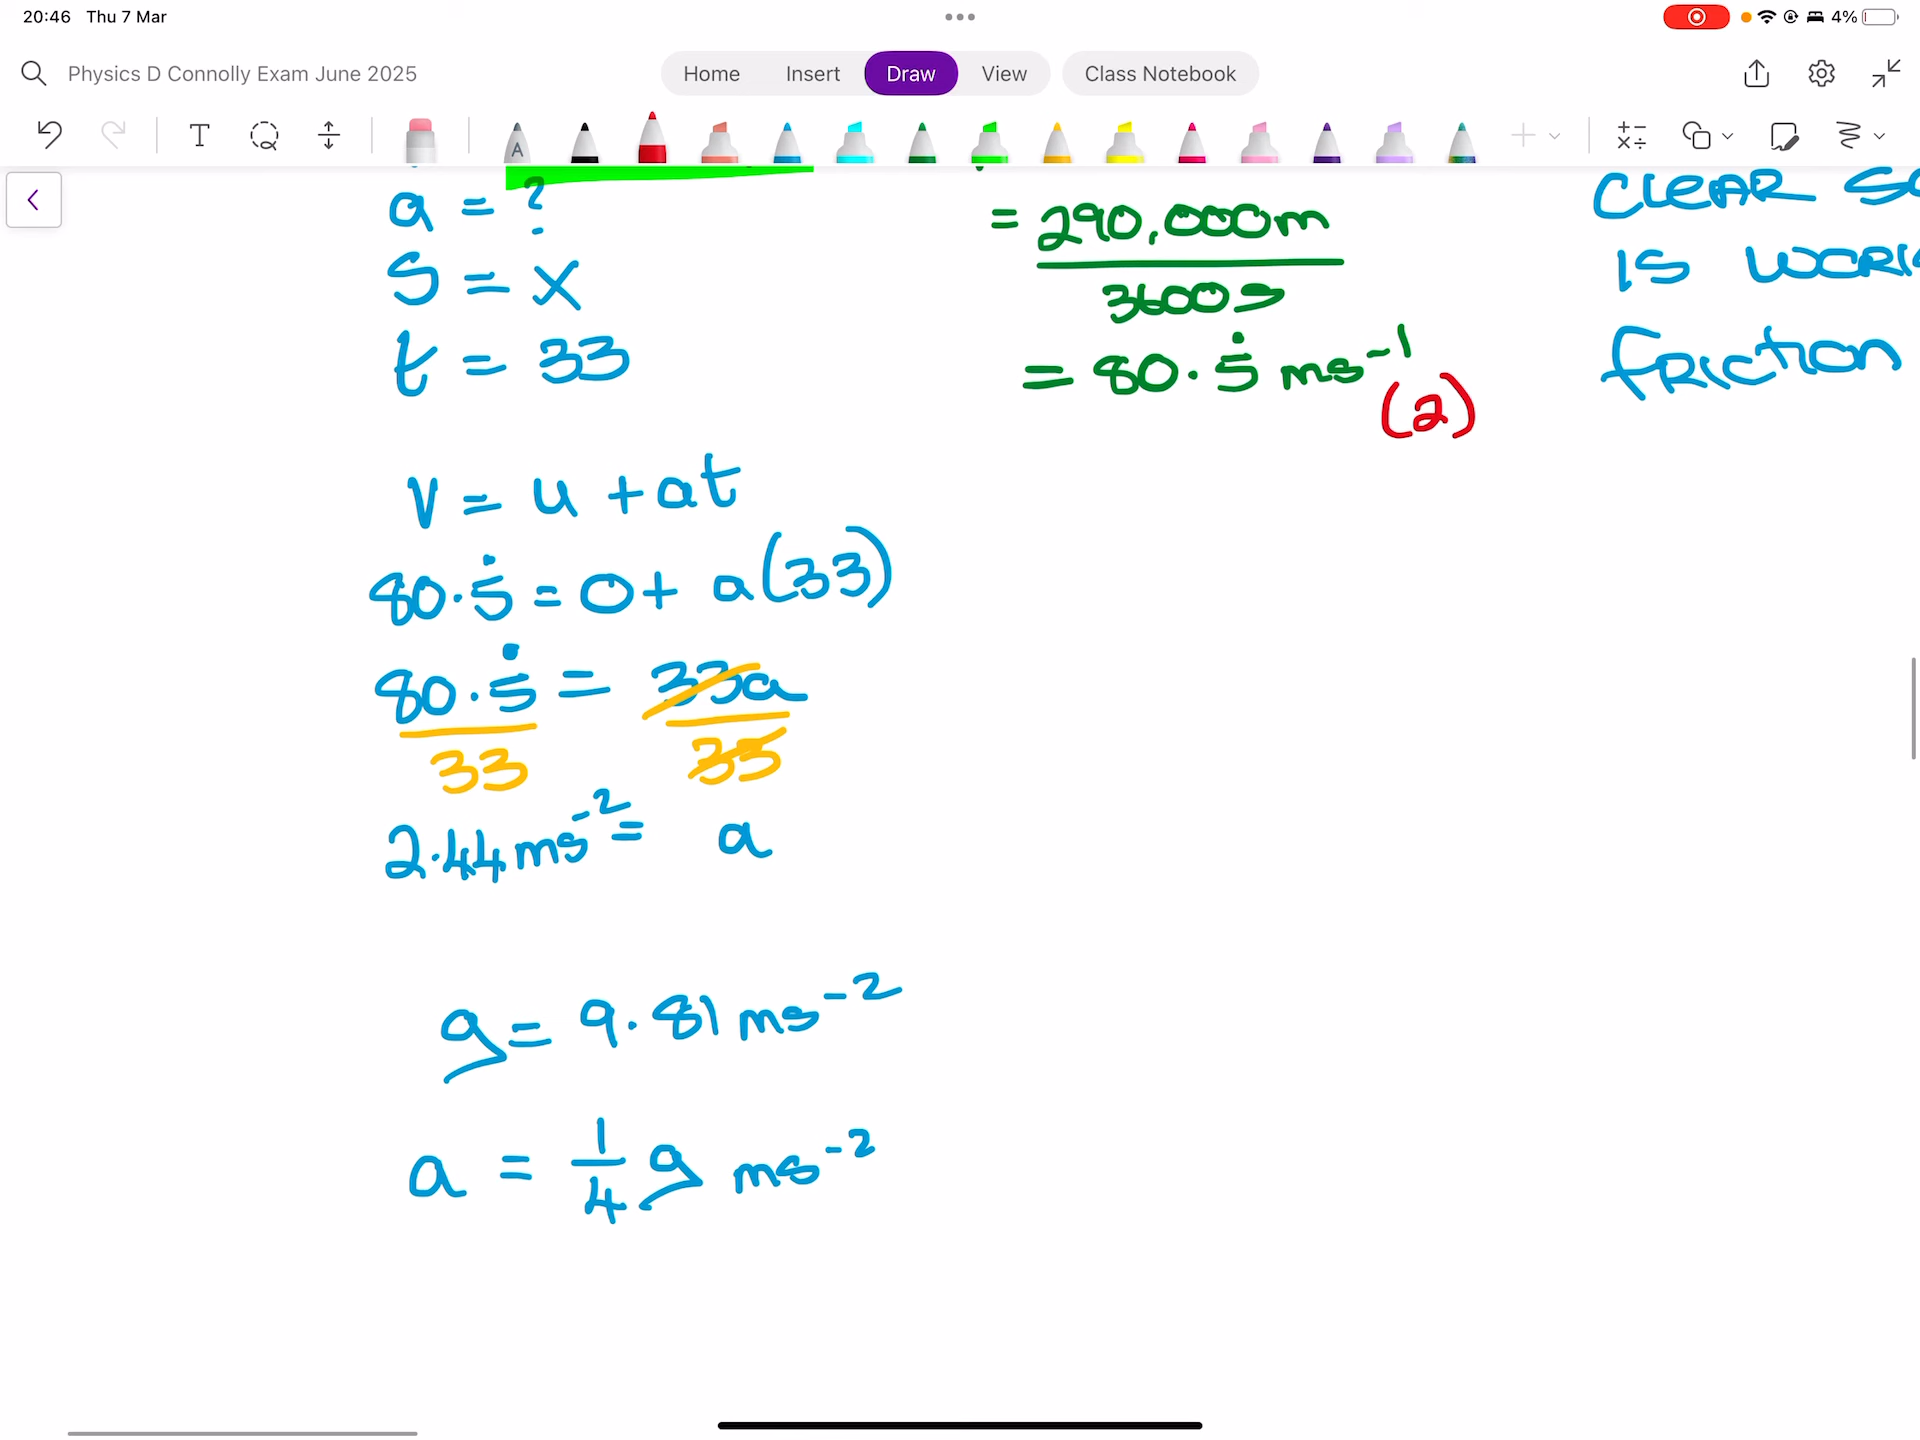 20:46 Thu 7 Mar
4%
Physics D Connolly Exam June 2025
Home Insert Draw View Class Notebook
T
A
a = ?
S = x
t = 33
= 290,000m
3600s
= 80.5̇ ms⁻¹
(2)
CLEAR
IS
FRICTION
v = u + at
80.5̇ = 0 + a(33)
80.5̇ = 33a
33 33
2.44ms⁻² = a
g = 9.81 ms⁻²
a = 1/4 g ms⁻²